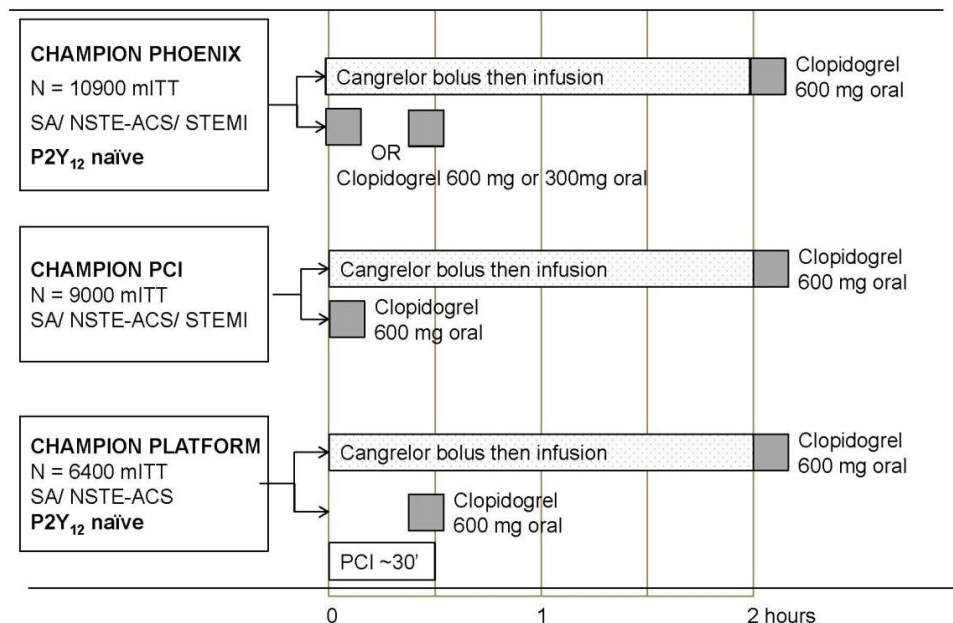 CHAMPION PHOENIX
N = 10900 mITT
SA/ NSTE-ACS/ STEMI
P2Y12 naïve
Cangrelor bolus then infusion
Clopidogrel
600 mg oral
OR
Clopidogrel 600 mg or 300mg oral
CHAMPION PCI
N = 9000 mITT
SA/ NSTE-ACS/ STEMI
Cangrelor bolus then infusion
Clopidogrel
600 mg oral
Clopidogrel
600 mg oral
CHAMPION PLATFORM
N = 6400 mITT
SA/ NSTE-ACS
P2Y12 naïve
Cangrelor bolus then infusion
Clopidogrel
600 mg oral
Clopidogrel
600 mg oral
PCI ~30’
0 1 2 hours